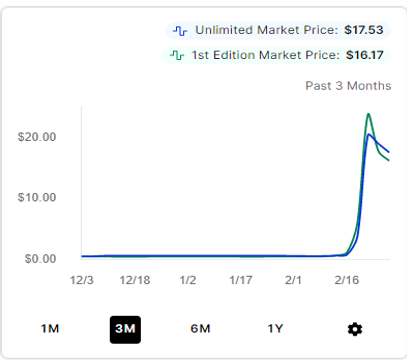 Unlimited Market Price: $17.53
1st Edition Market Price: $16.17
Past 3 Months
$20.00
$10.00
$0.00
12/3 12/18 1/2 1/17 2/1 2/16
1M 3M 6M 1Y